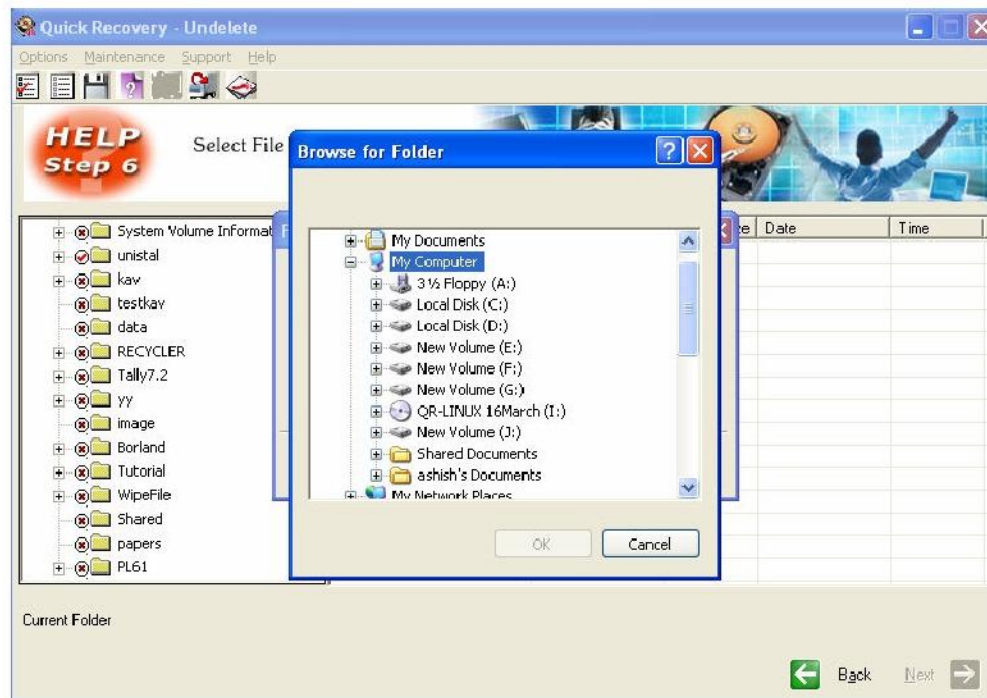 Quick Recovery - Undelete
Options Maintenance Support Help
HELP
Step 6
Select File
Browse for Folder
System Volume Informat
unistal
kav
testkav
data
RECYCLER
Tally7.2
yy
image
Borland
Tutorial
WipeFile
Shared
papers
PL61
My Documents
My Computer
3½ Floppy (A:)
Local Disk (C:)
Local Disk (D:)
New Volume (E:)
New Volume (F:)
New Volume (G:)
QR-LINUX 16March (I:)
New Volume (J:)
Shared Documents
ashish's Documents
My Network Places
OK Cancel
Date Time
Current Folder
Back Next